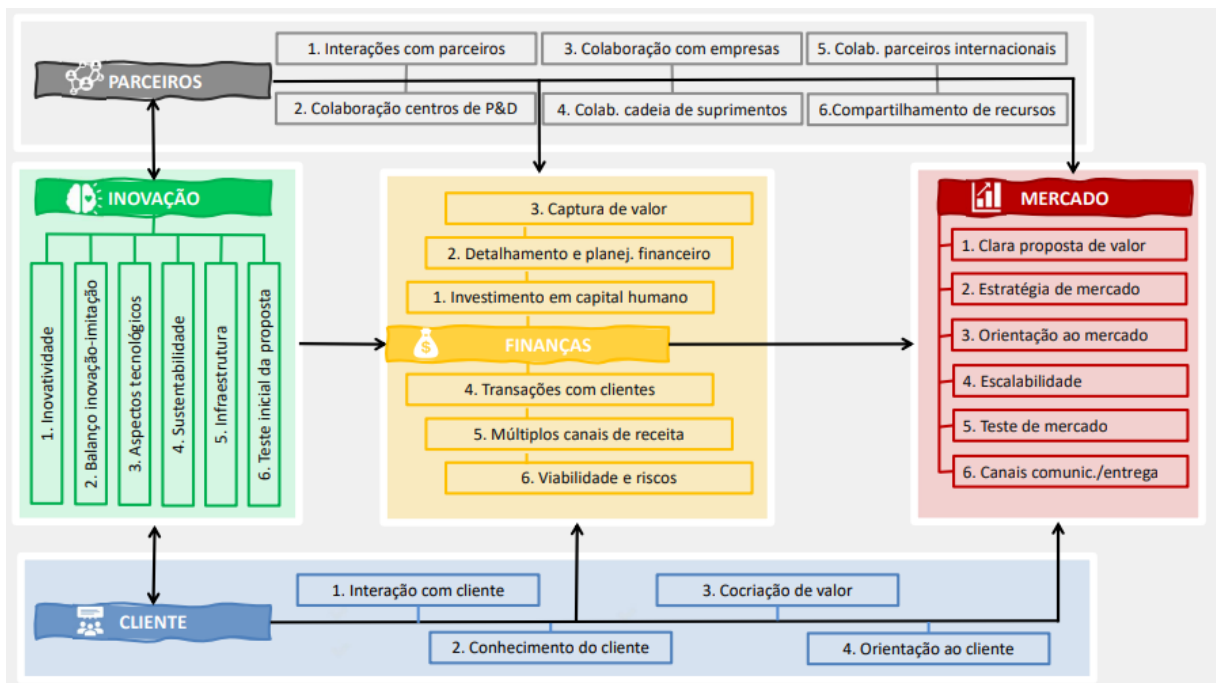 PARCEIROS
1. Interações com parceiros
3. Colaboração com empresas
5. Colab. parceiros internacionais
2. Colaboração centros de P&D
4. Colab. cadeia de suprimentos
6.Compartilhamento de recursos
INOVAÇÃO
1. Inovatividade
2. Balanço inovação-imitação
3. Aspectos tecnológicos
4. Sustentabilidade
5. Infraestrutura
6. Teste inicial da proposta
3. Captura de valor
2. Detalhamento e planej. financeiro
1. Investimento em capital humano
$
FINANÇAS
4. Transações com clientes
5. Múltiplos canais de receita
6. Viabilidade e riscos
MERCADO
1. Clara proposta de valor
2. Estratégia de mercado
3. Orientação ao mercado
4. Escalabilidade
5. Teste de mercado
6. Canais comunic./entrega
CLIENTE
1. Interação com cliente
3. Cocriação de valor
2. Conhecimento do cliente
4. Orientação ao cliente